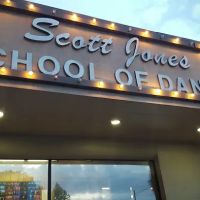 Scott Jones
CHOOL OF DAN